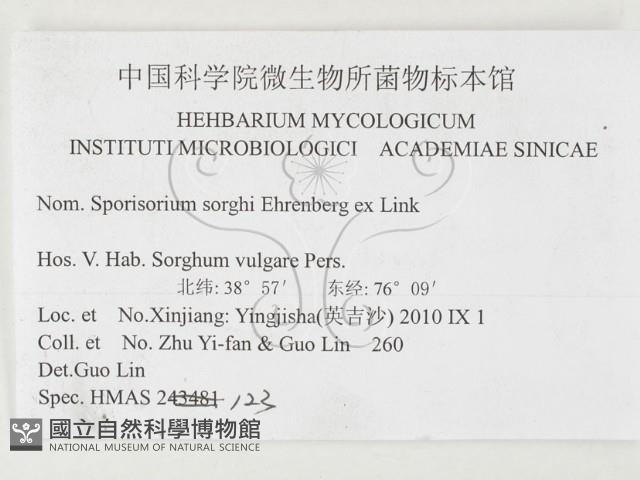 中国科学院微生物所菌物标本馆
HEHBARIUM MYCOLOGICUM
INSTITUTI MICROBIOLOGICI ACADEMIAE SINICAE
Nom. Sporisorium sorghi Ehrenberg ex Link
Hos. V. Hab. Sorghum vulgare Pers.
北纬: 38° 57′ 东经: 76° 09′
Loc. et No.Xinjiang: Yingjisha(英吉沙) 2010 IX 1
Coll. et No. Zhu Yi-fan & Guo Lin 260
Det.Guo Lin
Spec. HMAS 243481 123
國立自然科學博物館
NATIONAL MUSEUM OF NATURAL SCIENCE